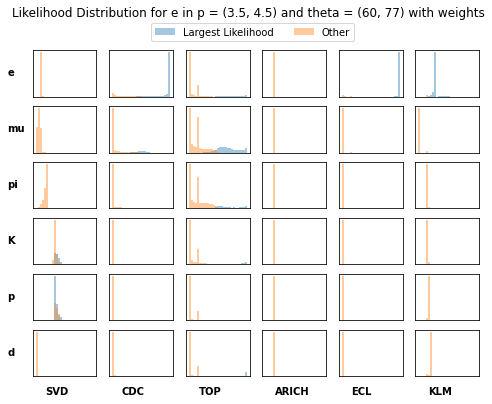 Likelihood Distribution for e in p = (3.5, 4.5) and theta = (60, 77) with weights
Largest Likelihood Other
e
mu
pi
K
p
d
SVD CDC TOP ARICH ECL KLM